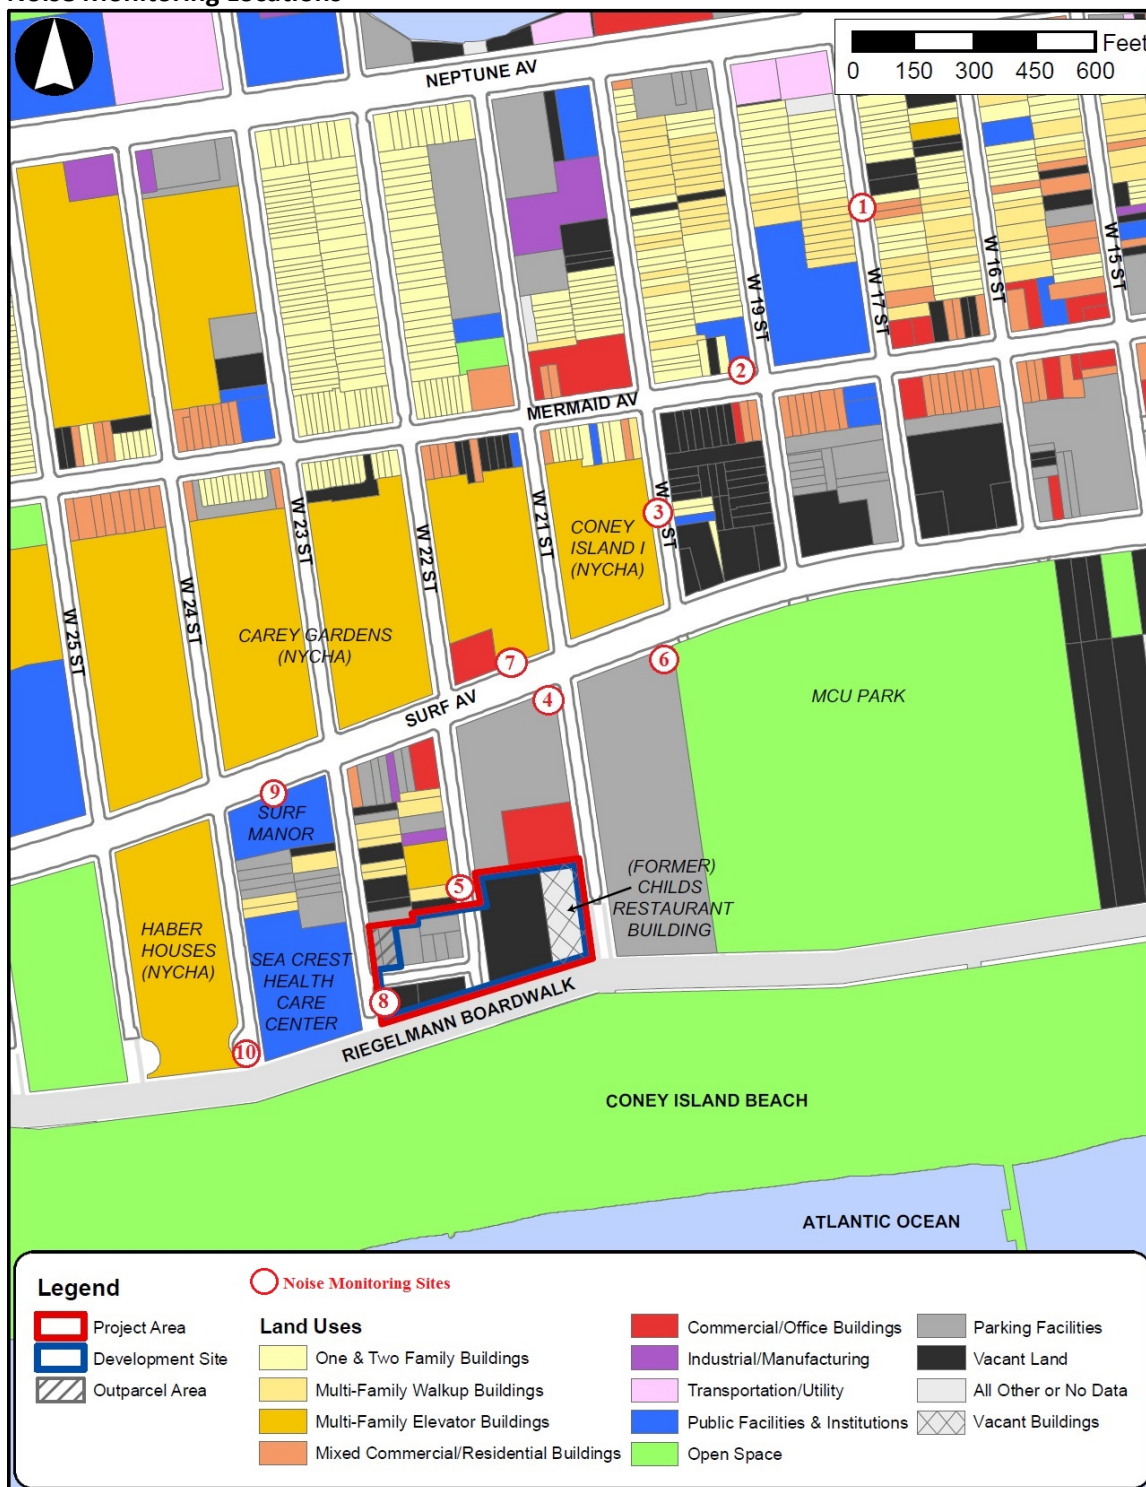 Noise Monitoring Locations
Feet
0 150 300 450 600
NEPTUNE AV
1
W 15 ST
W 16 ST
W 17 ST
W 19 ST
2
MERMAID AV
3
W ST
CONEY
ISLAND I
(NYCHA)
W 21 ST
W 22 ST
W 23 ST
W 24 ST
W 25 ST
CAREY GARDENS
(NYCHA)
7
6
4
MCU PARK
SURF AV
9
SURF
MANOR
5
(FORMER)
CHILDS
RESTAURANT
BUILDING
HABER
HOUSES
(NYCHA)
SEA CREST
HEALTH
CARE
CENTER
8
10
RIEGELMANN BOARDWALK
CONEY ISLAND BEACH
ATLANTIC OCEAN
Legend
Noise Monitoring Sites
Project Area
Development Site
Outparcel Area
Land Uses
One & Two Family Buildings
Multi-Family Walkup Buildings
Multi-Family Elevator Buildings
Mixed Commercial/Residential Buildings
Commercial/Office Buildings
Industrial/Manufacturing
Transportation/Utility
Public Facilities & Institutions
Open Space
Parking Facilities
Vacant Land
All Other or No Data
Vacant Buildings